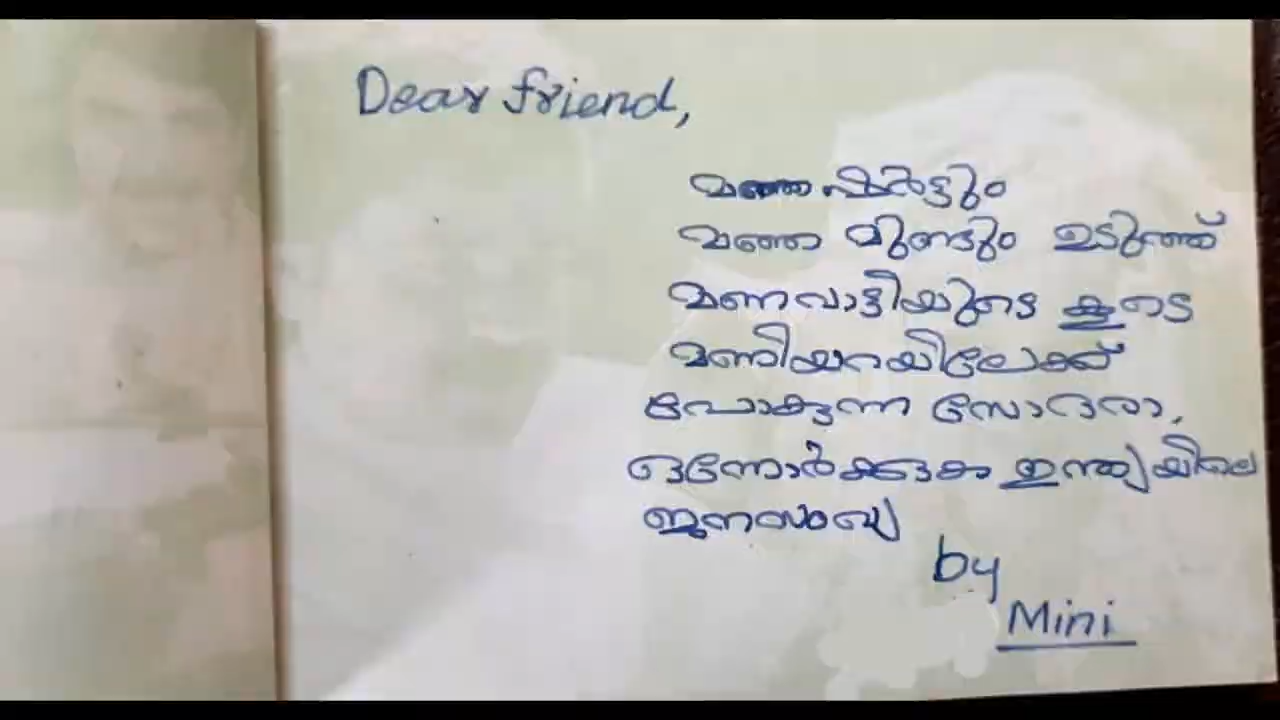 Dear friend,
മഞ്ഞ ഷർട്ടും
മഞ്ഞ മുണ്ടും ഉടുത്ത്
മണവാട്ടിയുടെ കൂടെ
മണിയറയിലേക്ക്
പോകുന്ന സോദരാ,
ഒന്നോർക്കുക ഇന്ത്യയിലെ
ജനസംഖ്യ
by
Mini